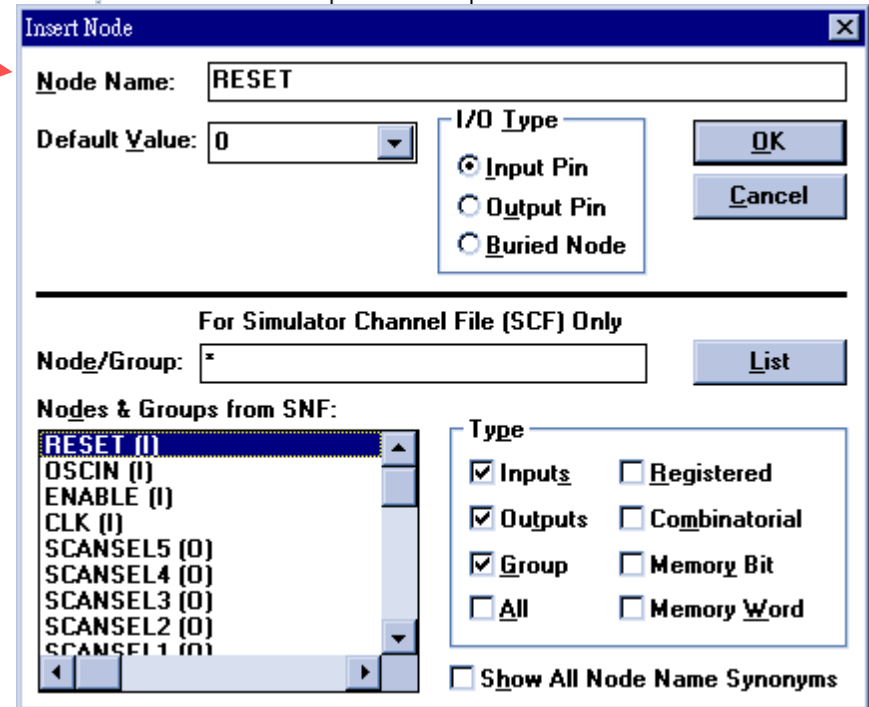 Insert Node
Node Name: RESET
Default Value: 0
I/O Type
Input Pin
Output Pin
Buried Node
OK
Cancel
For Simulator Channel File (SCF) Only
Node/Group: *
List
Nodes & Groups from SNF:
RESET (I)
OSCIN (I)
ENABLE (I)
CLK (I)
SCANSEL5 (O)
SCANSEL4 (O)
SCANSEL3 (O)
SCANSEL2 (O)
SCANSEL1 (O)
Type
Inputs Registered
Outputs Combinatorial
Group Memory Bit
All Memory Word
Show All Node Name Synonyms